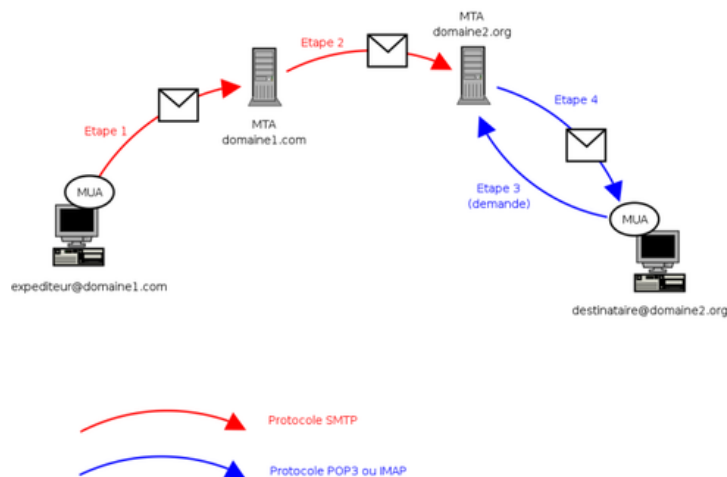 MTA
domaine2.org
Etape 2
Etape 1
MTA
domaine1.com
Etape 4
Etape 3
(demande)
MUA
MUA
expediteur@domaine1.com
destinataire@domaine2.org
Protocole SMTP
Protocole POP3 ou IMAP